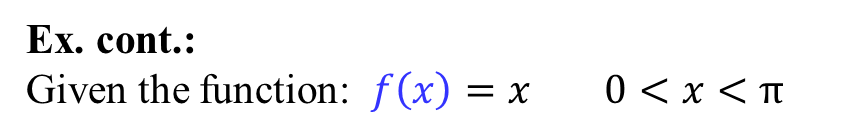 Ex. cont.:
Given the function: f(x) = x 0 < x < π